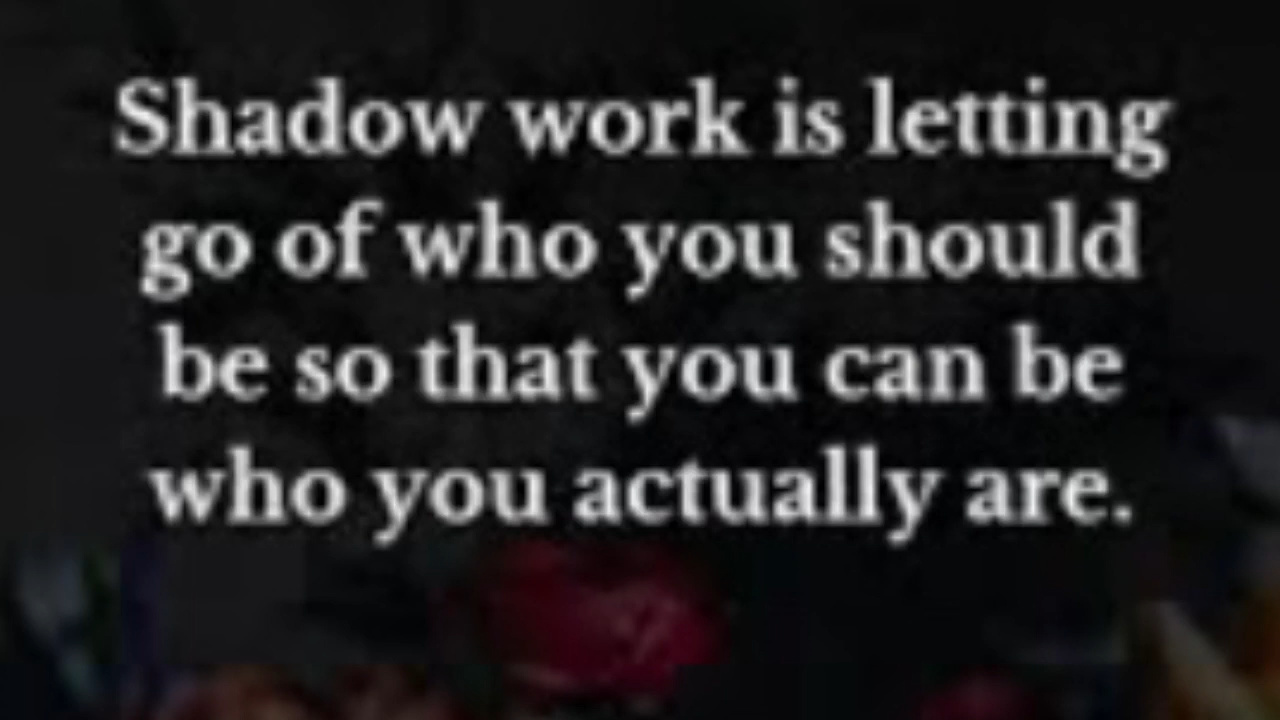 Shadow work is letting
go of who you should
be so that you can be
who you actually are.